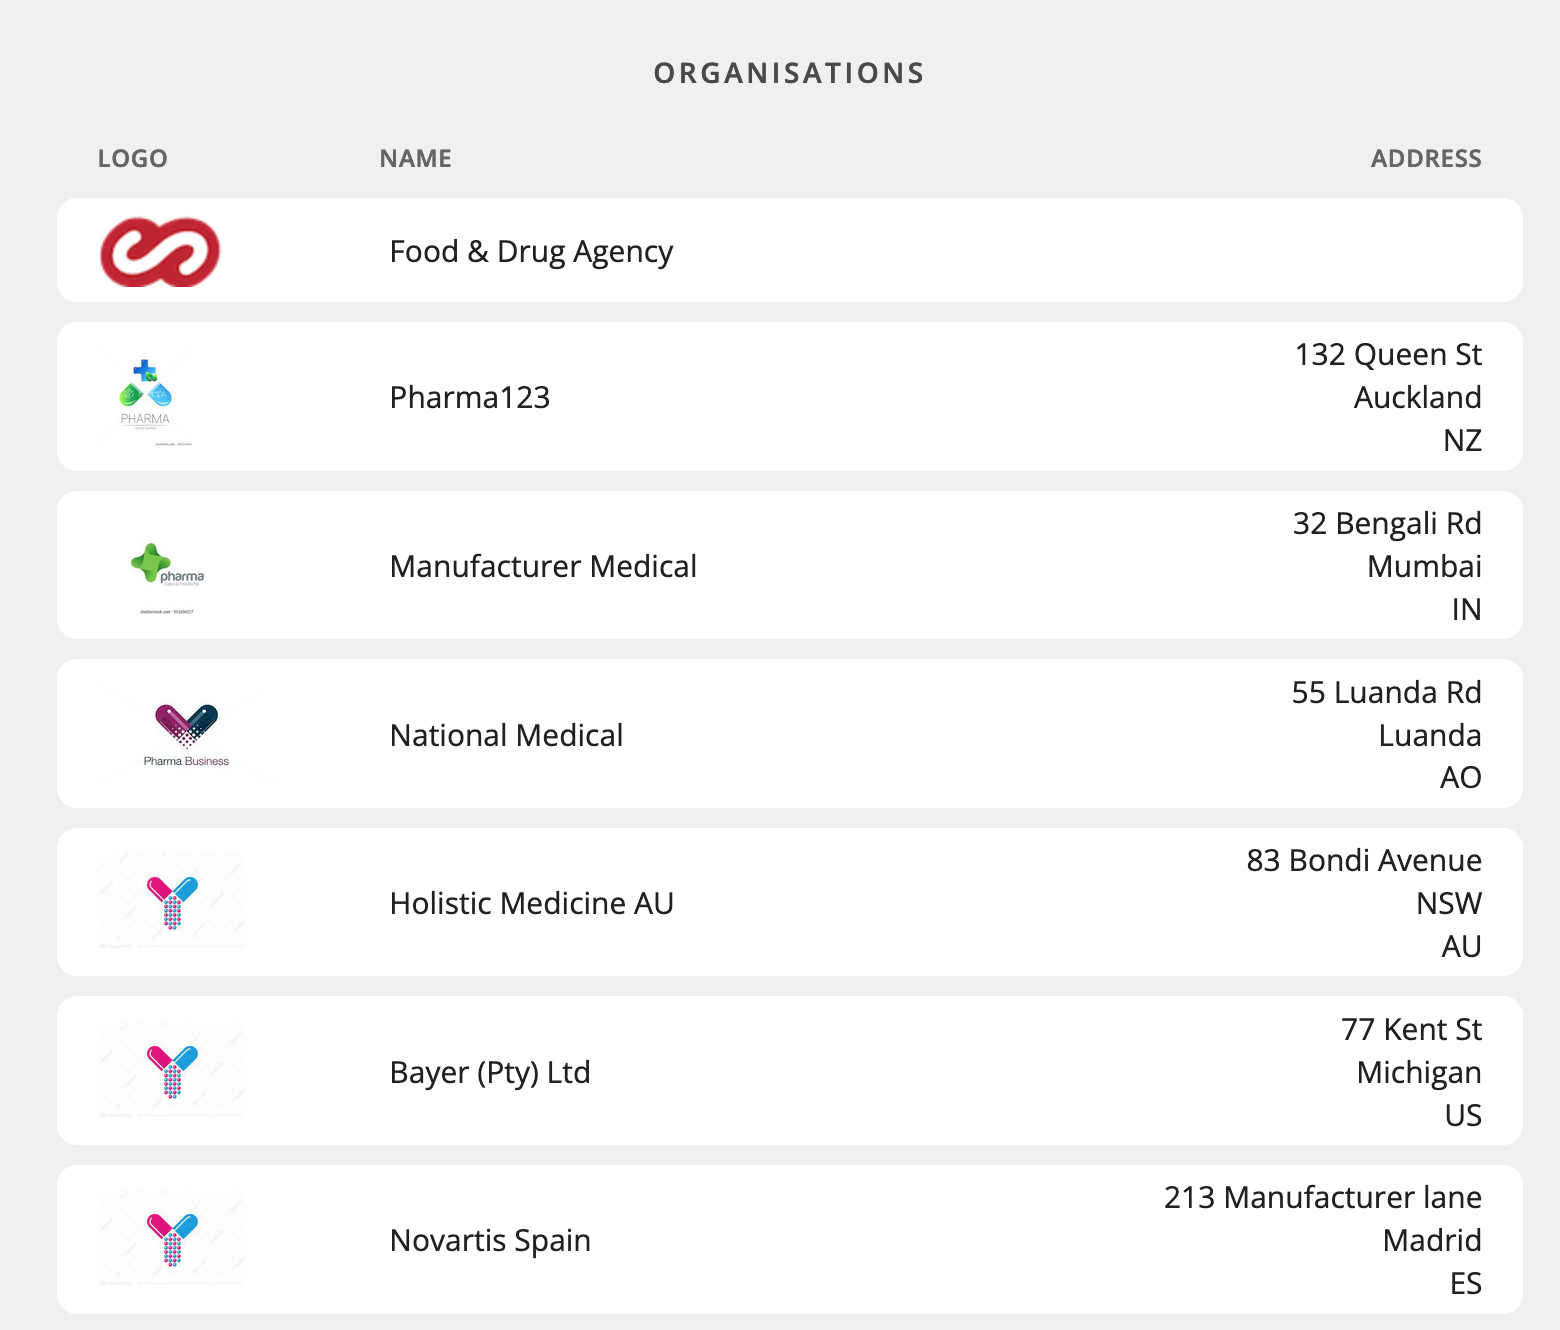 ORGANISATIONS
LOGO NAME ADDRESS
Food & Drug Agency
PHARMA
Pharma123
132 Queen St
Auckland
NZ
pharma
natural medicine
Manufacturer Medical
32 Bengali Rd
Mumbai
IN
Pharma Business
National Medical
55 Luanda Rd
Luanda
AO
Holistic Medicine AU
83 Bondi Avenue
NSW
AU
Bayer (Pty) Ltd
77 Kent St
Michigan
US
Novartis Spain
213 Manufacturer lane
Madrid
ES